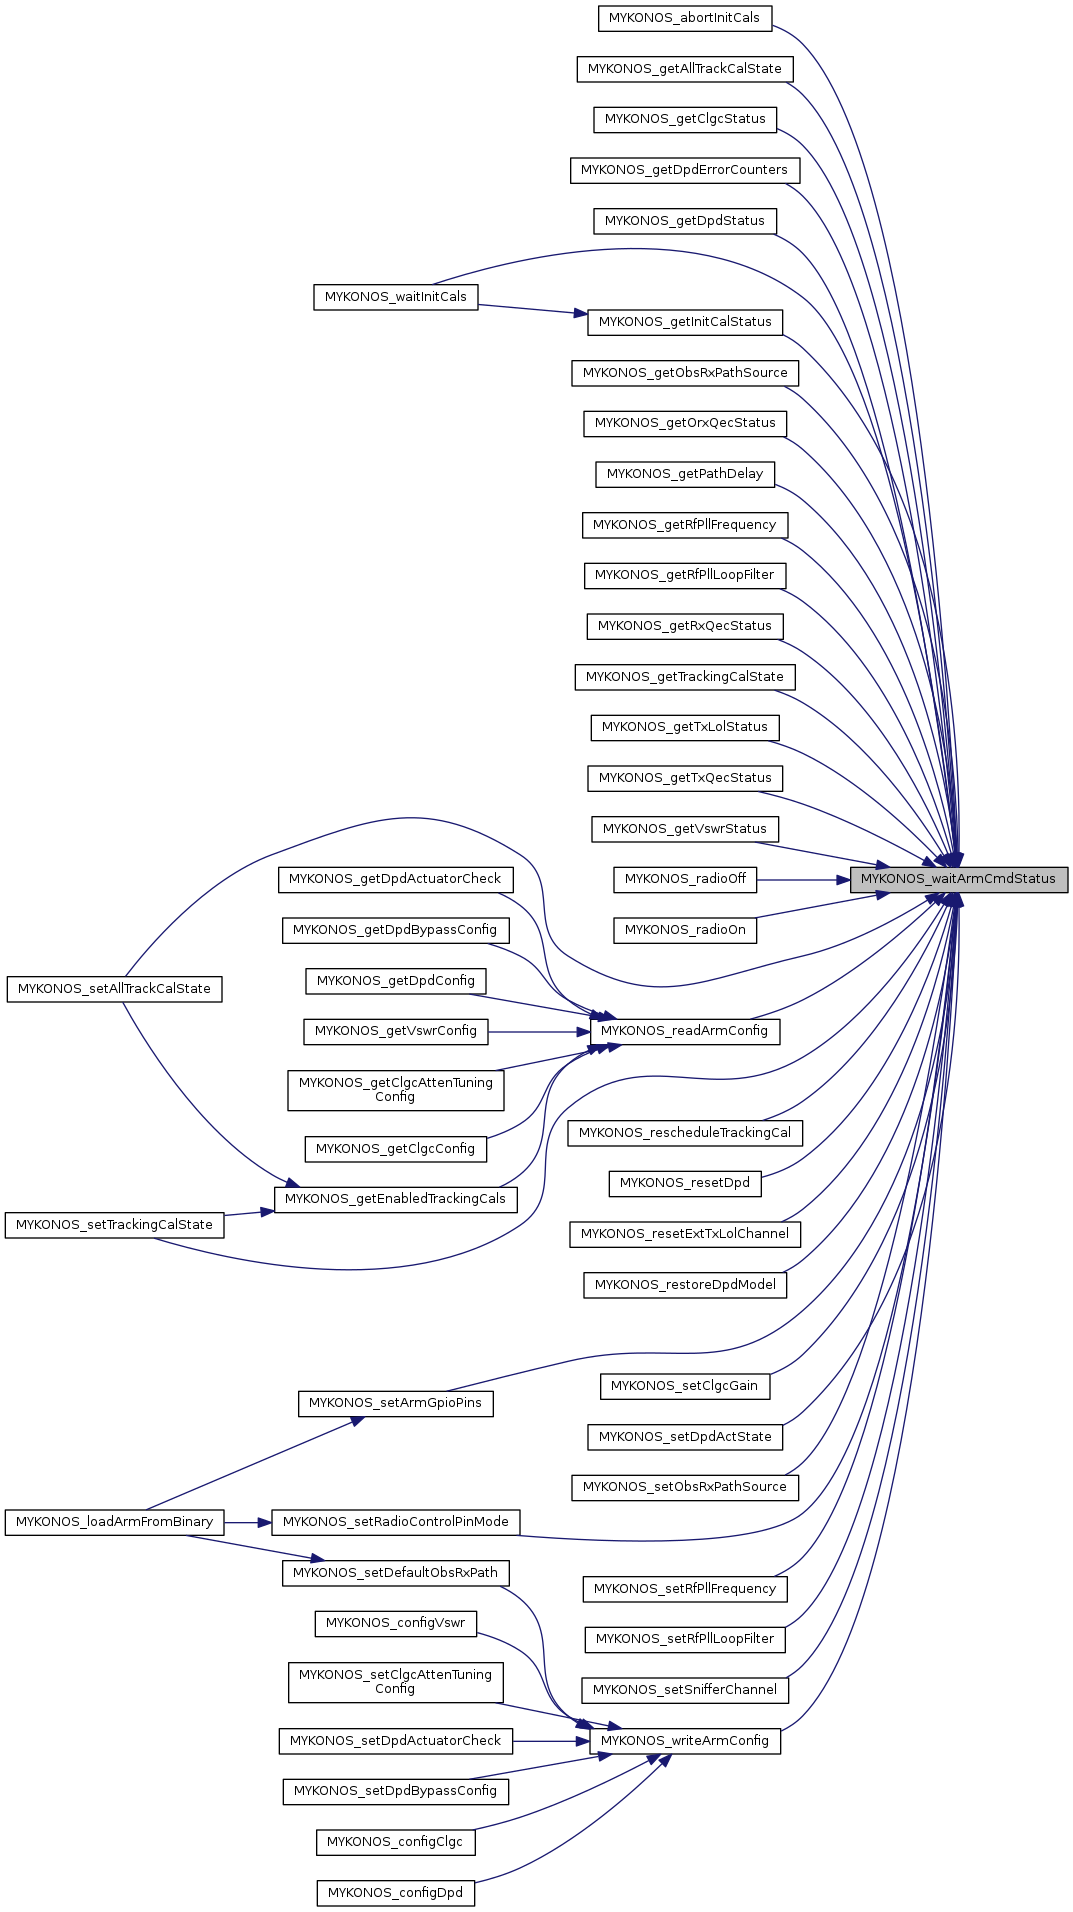 MYKONOS_abortInitCals
MYKONOS_getAllTrackCalState
MYKONOS_getClgcStatus
MYKONOS_getDpdErrorCounters
MYKONOS_getDpdStatus
MYKONOS_waitInitCals
MYKONOS_getInitCalStatus
MYKONOS_getObsRxPathSource
MYKONOS_getOrxQecStatus
MYKONOS_getPathDelay
MYKONOS_getRfPllFrequency
MYKONOS_getRfPllLoopFilter
MYKONOS_getRxQecStatus
MYKONOS_getTrackingCalState
MYKONOS_getTxLolStatus
MYKONOS_getTxQecStatus
MYKONOS_getVswrStatus
MYKONOS_radioOff
MYKONOS_waitArmCmdStatus
MYKONOS_getDpdActuatorCheck
MYKONOS_radioOn
MYKONOS_getDpdBypassConfig
MYKONOS_getDpdConfig
MYKONOS_setAllTrackCalState
MYKONOS_getVswrConfig
MYKONOS_readArmConfig
MYKONOS_getClgcAttenTuning
Config
MYKONOS_rescheduleTrackingCal
MYKONOS_getClgcConfig
MYKONOS_resetDpd
MYKONOS_getEnabledTrackingCals
MYKONOS_setTrackingCalState
MYKONOS_resetExtTxLolChannel
MYKONOS_restoreDpdModel
MYKONOS_setClgcGain
MYKONOS_setArmGpioPins
MYKONOS_setDpdActState
MYKONOS_setObsRxPathSource
MYKONOS_loadArmFromBinary
MYKONOS_setRadioControlPinMode
MYKONOS_setDefaultObsRxPath
MYKONOS_setRfPllFrequency
MYKONOS_configVswr
MYKONOS_setRfPllLoopFilter
MYKONOS_setClgcAttenTuning
Config
MYKONOS_setSnifferChannel
MYKONOS_setDpdActuatorCheck
MYKONOS_writeArmConfig
MYKONOS_setDpdBypassConfig
MYKONOS_configClgc
MYKONOS_configDpd